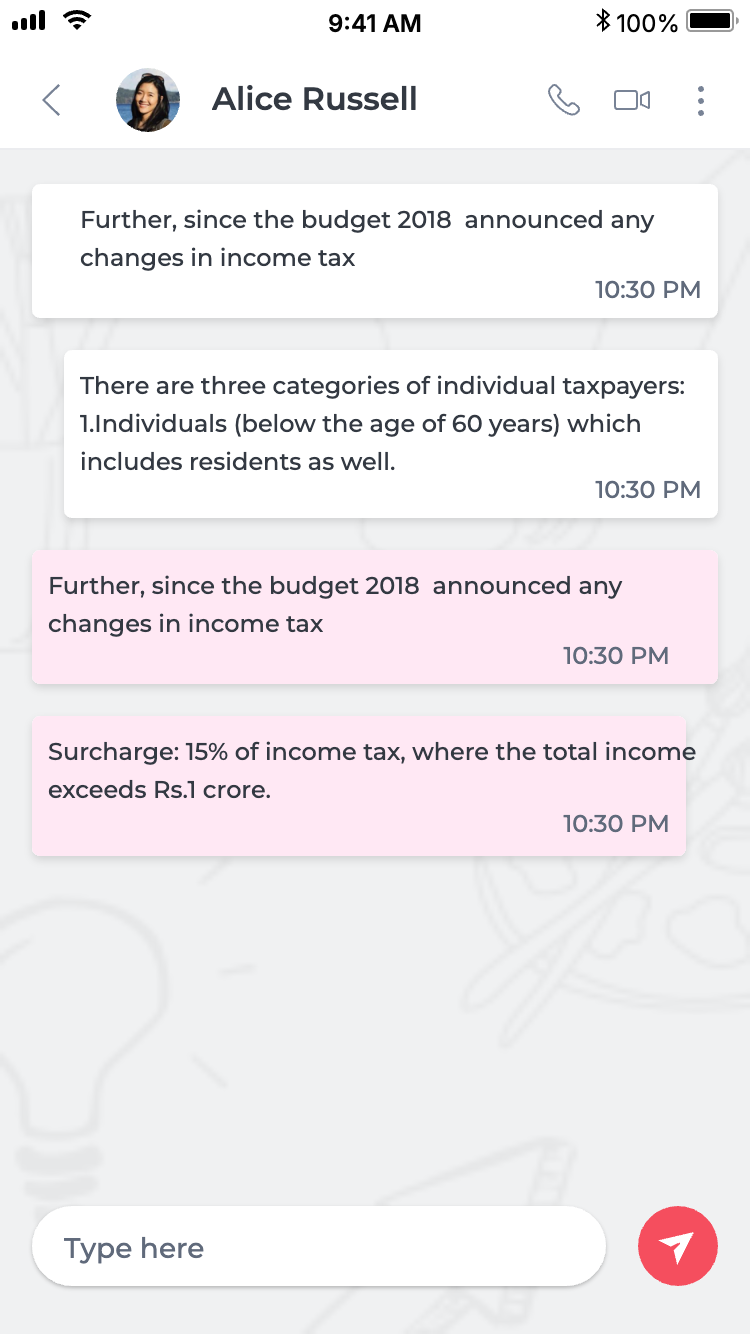 9:41 AM
100%
Alice Russell
Further, since the budget 2018  announced any
changes in income tax
10:30 PM
There are three categories of individual taxpayers:
1.Individuals (below the age of 60 years) which
includes residents as well.
10:30 PM
Further, since the budget 2018  announced any
changes in income tax
10:30 PM
Surcharge: 15% of income tax, where the total income
exceeds Rs.1 crore.
10:30 PM
Type here